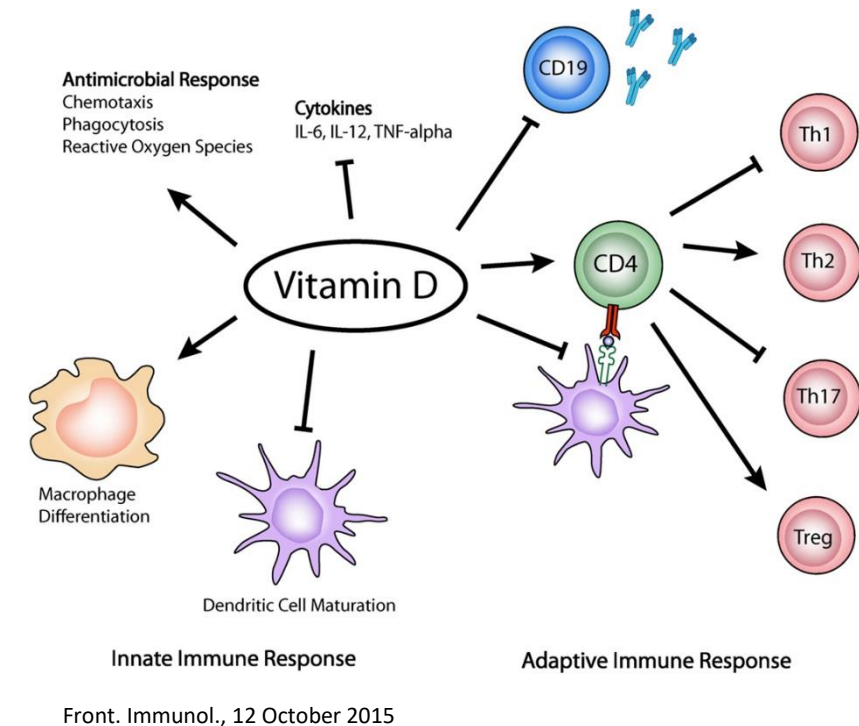 Antimicrobial Response
Chemotaxis
Phagocytosis
Reactive Oxygen Species
Cytokines
IL-6, IL-12, TNF-alpha
CD19
Th1
Vitamin D
CD4
Th2
Th17
Macrophage
Differentiation
Treg
Dendritic Cell Maturation
Innate Immune Response
Adaptive Immune Response
Front. Immunol., 12 October 2015